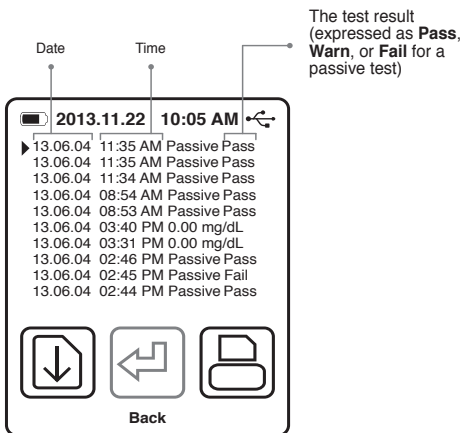 The test result
(expressed as Pass,
Warn, or Fail for a
passive test)
Date Time
2013.11.22 10:05 AM
13.06.04 11:35 AM Passive Pass
13.06.04 11:35 AM Passive Pass
13.06.04 11:34 AM Passive Pass
13.06.04 08:54 AM Passive Pass
13.06.04 08:53 AM Passive Pass
13.06.04 03:40 PM 0.00 mg/dL
13.06.04 03:31 PM 0.00 mg/dL
13.06.04 02:46 PM Passive Pass
13.06.04 02:45 PM Passive Fail
13.06.04 02:44 PM Passive Pass
Back